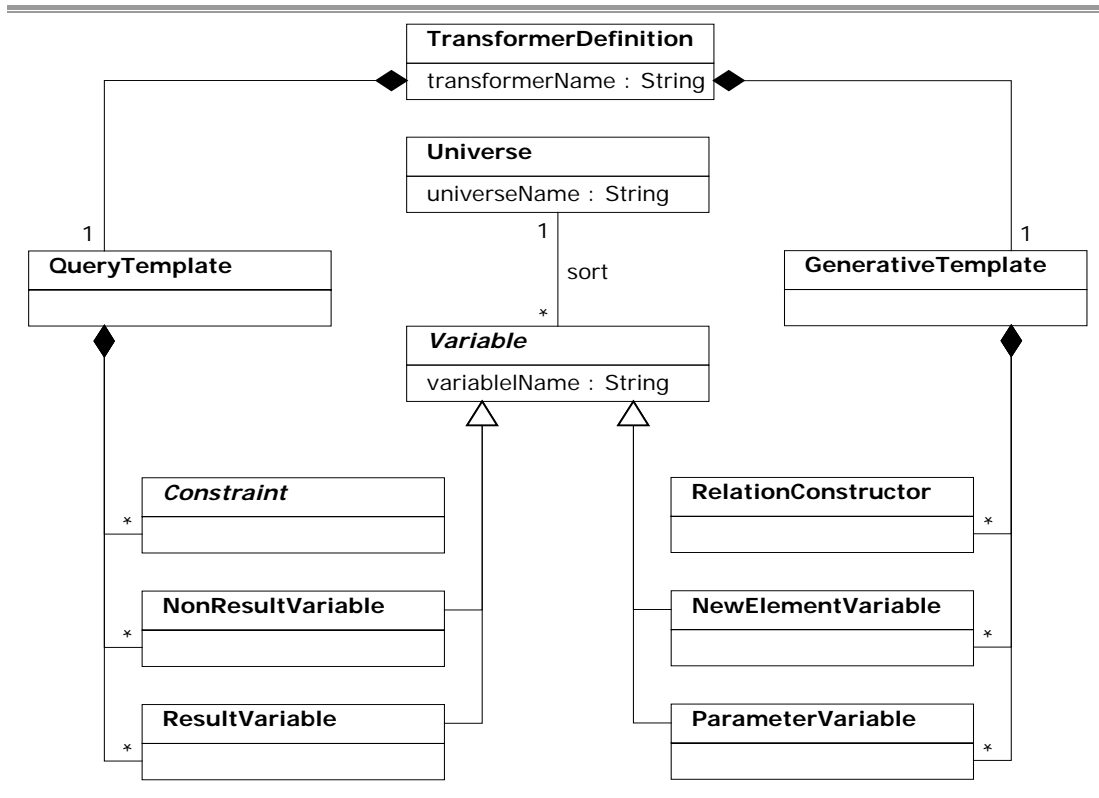 TransformerDefinition
transformerName : String
Universe
universeName : String
1
1
1
QueryTemplate
GenerativeTemplate
sort
*
Variable
variablelName : String
Constraint
*
RelationConstructor
*
NonResultVariable
*
NewElementVariable
*
ResultVariable
*
ParameterVariable
*